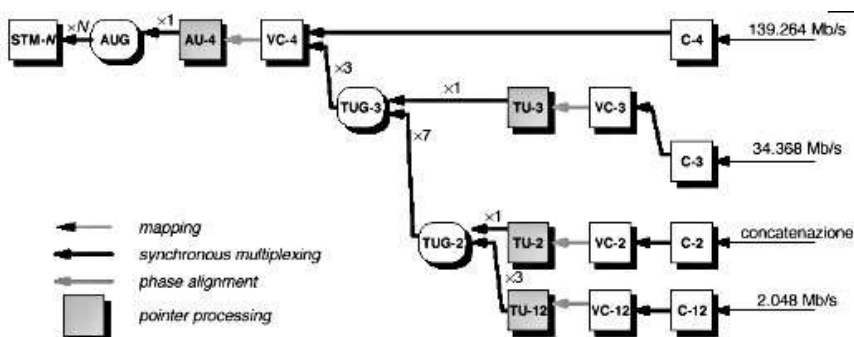 ×N
×1
139.264 Mb/s
STM-N
AUG
AU-4
VC-4
C-4
×3
×1
TUG-3
TU-3
VC-3
×7
C-3
34.368 Mb/s
×1
concatenazione
mapping
synchronous multiplexing
TUG-2
TU-2
VC-2
C-2
phase alignment
×3
2.048 Mb/s
pointer processing
TU-12
VC-12
C-12